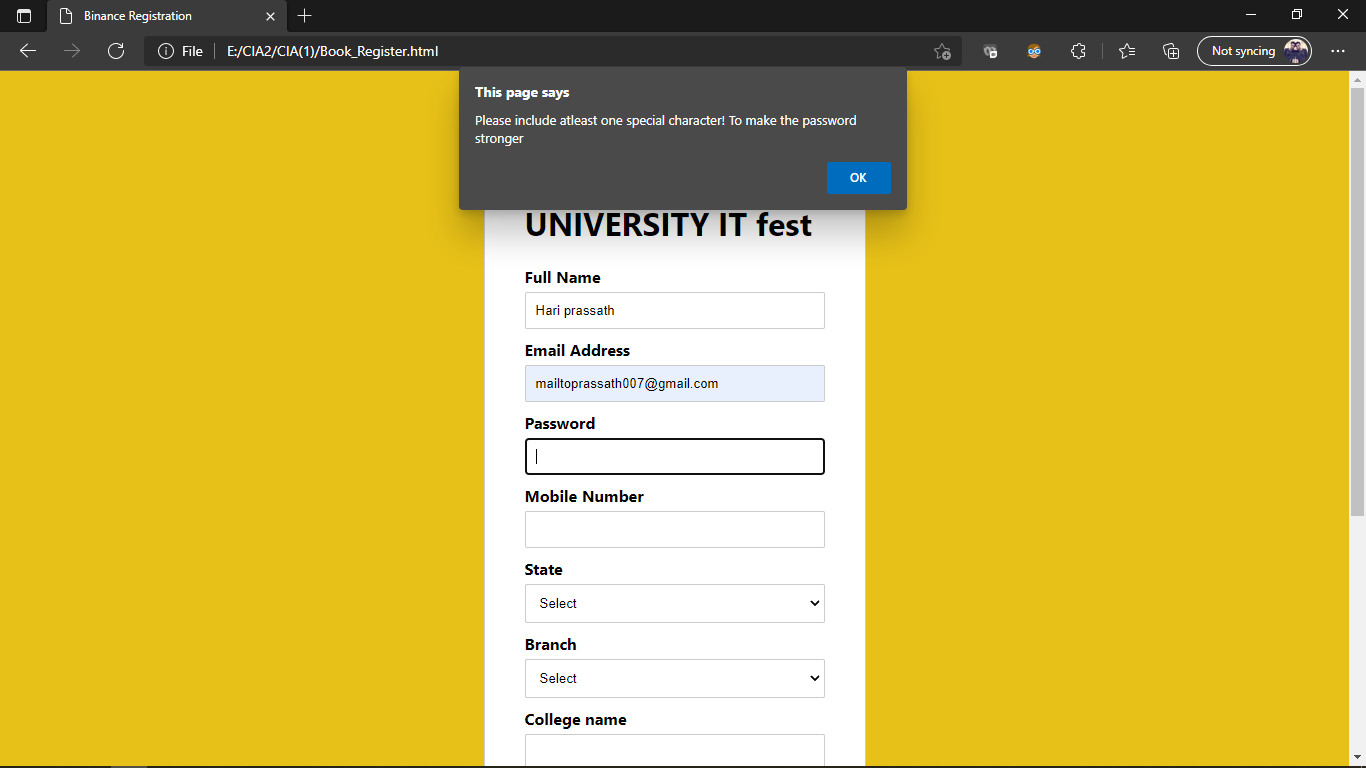 Binance Registration
File
E:/CIA2/CIA(1)/Book_Register.html
Not syncing
This page says
Please include atleast one special character! To make the password
stronger
OK
UNIVERSITY IT fest
Full Name
Hari prassath
Email Address
mailtoprassath007@gmail.com
Password
Mobile Number
State
Select
Branch
Select
College name